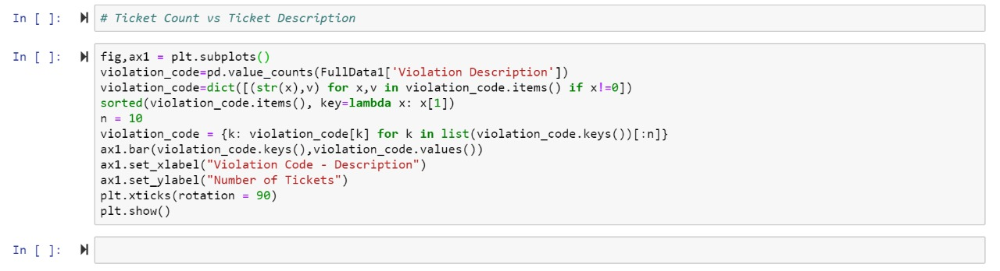 In [ ]: # Ticket Count vs Ticket Description
In [ ]: fig,ax1 = plt.subplots()
violation_code=pd.value_counts(FullData1['Violation Description'])
violation_code=dict([(str(x),v) for x,v in violation_code.items() if x!=0])
sorted(violation_code.items(), key=lambda x: x[1])
n = 10
violation_code = {k: violation_code[k] for k in list(violation_code.keys())[:n]}
ax1.bar(violation_code.keys(),violation_code.values())
ax1.set_xlabel("Violation Code - Description")
ax1.set_ylabel("Number of Tickets")
plt.xticks(rotation = 90)
plt.show()
In [ ]: